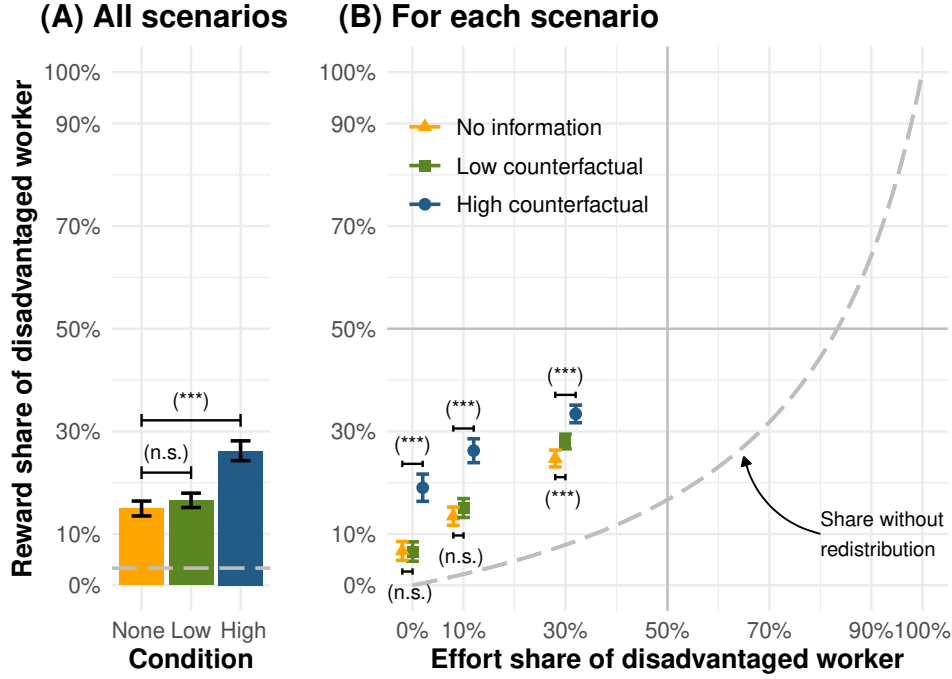 (A) All scenarios
Reward share of disadvantaged worker
100%
90%
70%
50%
30%
10%
0%
(***)
(n.s.)
None Low High
Condition
(B) For each scenario
100%
90%
70%
50%
30%
10%
0%
No information
Low counterfactual
High counterfactual
(***)
(***)
(***)
(***)
(n.s.)
(n.s.)
Share without
redistribution
0% 10% 30% 50% 70% 90% 100%
Effort share of disadvantaged worker